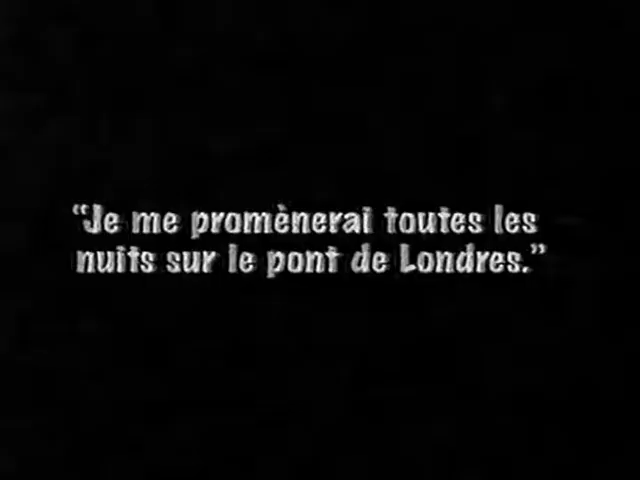 “Je me promènerai toutes les
nuits sur le pont de Londres.”